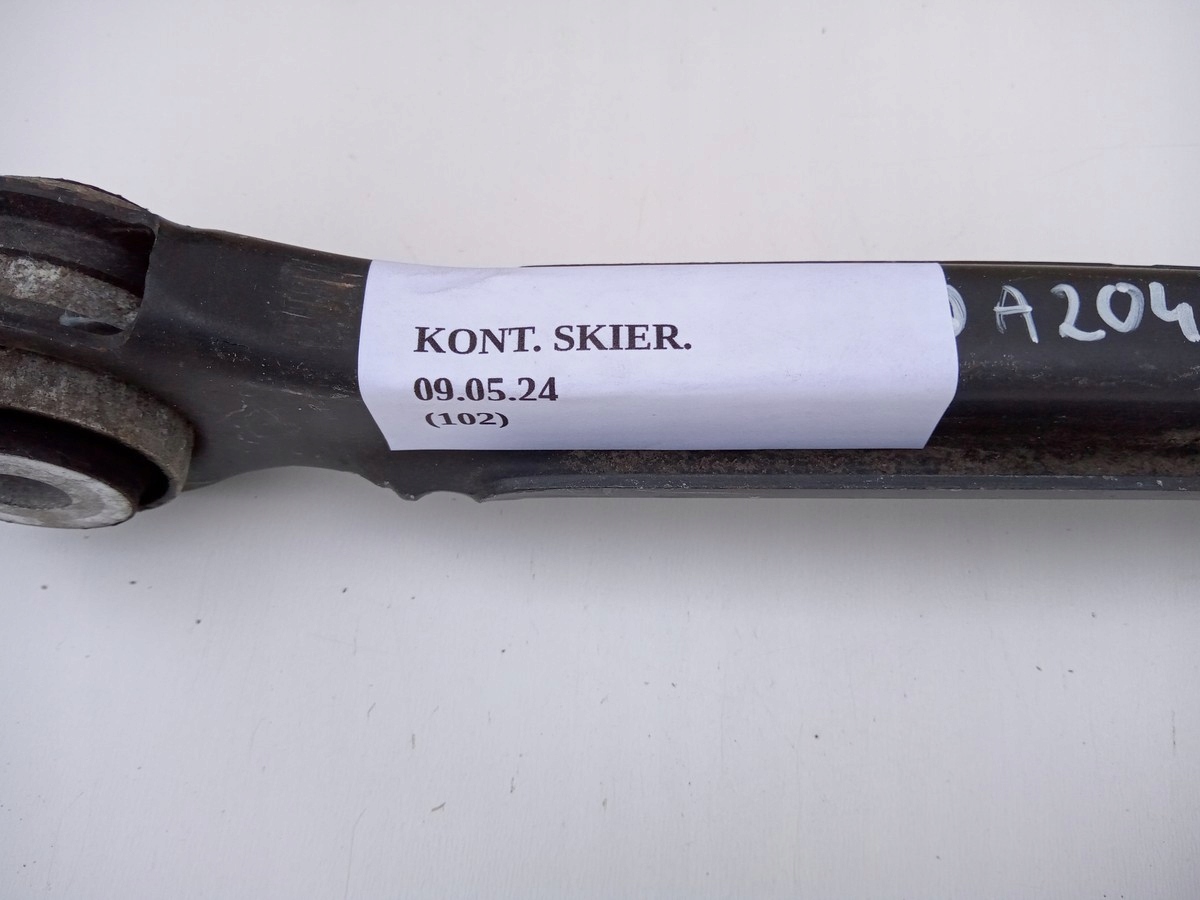 KONT. SKIER.
09.05.24
(102)
A204